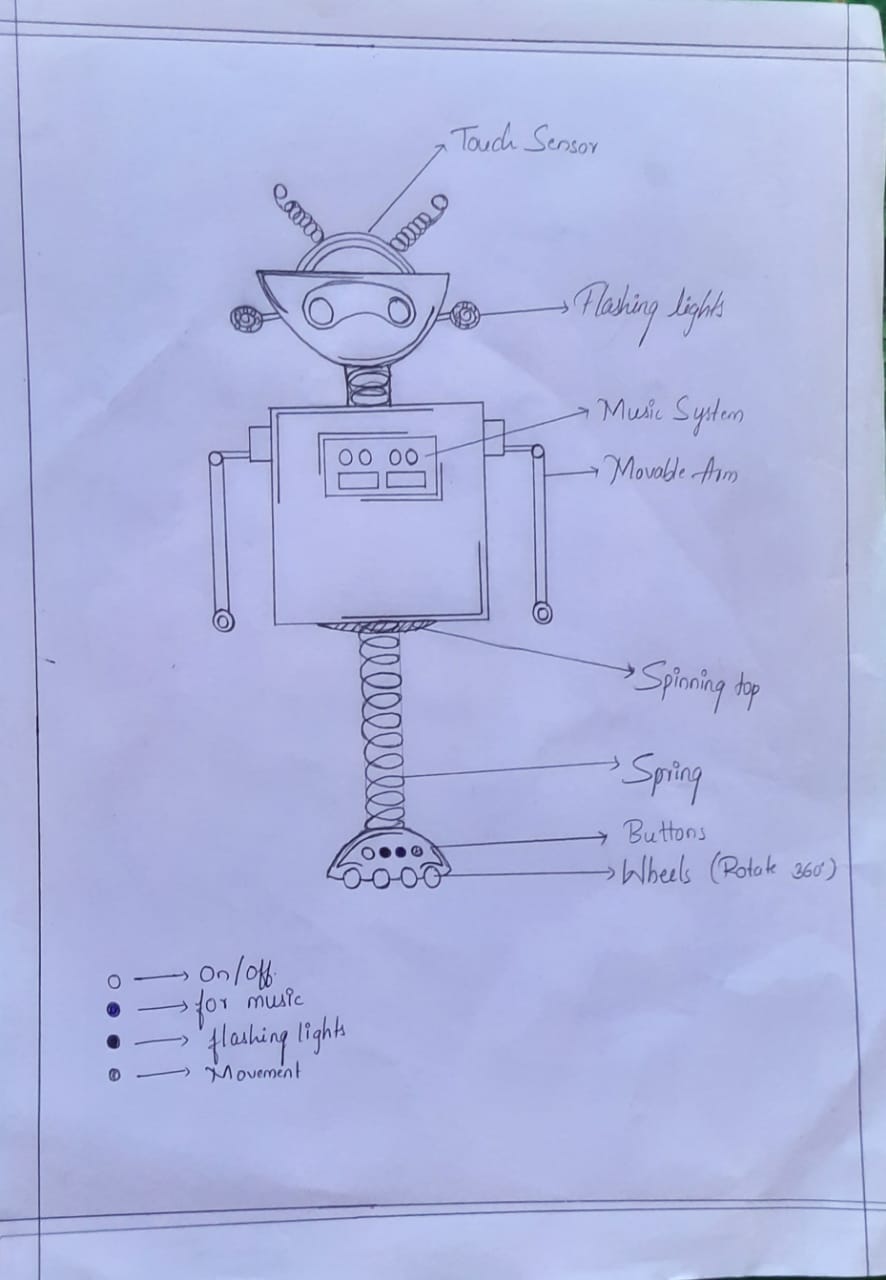 Touch Sensor
Flashing lights
Music System
Movable Arm
Spinning top
Spring
Buttons
Wheels (Rotate 360°)
On/Off
for music
flashing lights
Movement